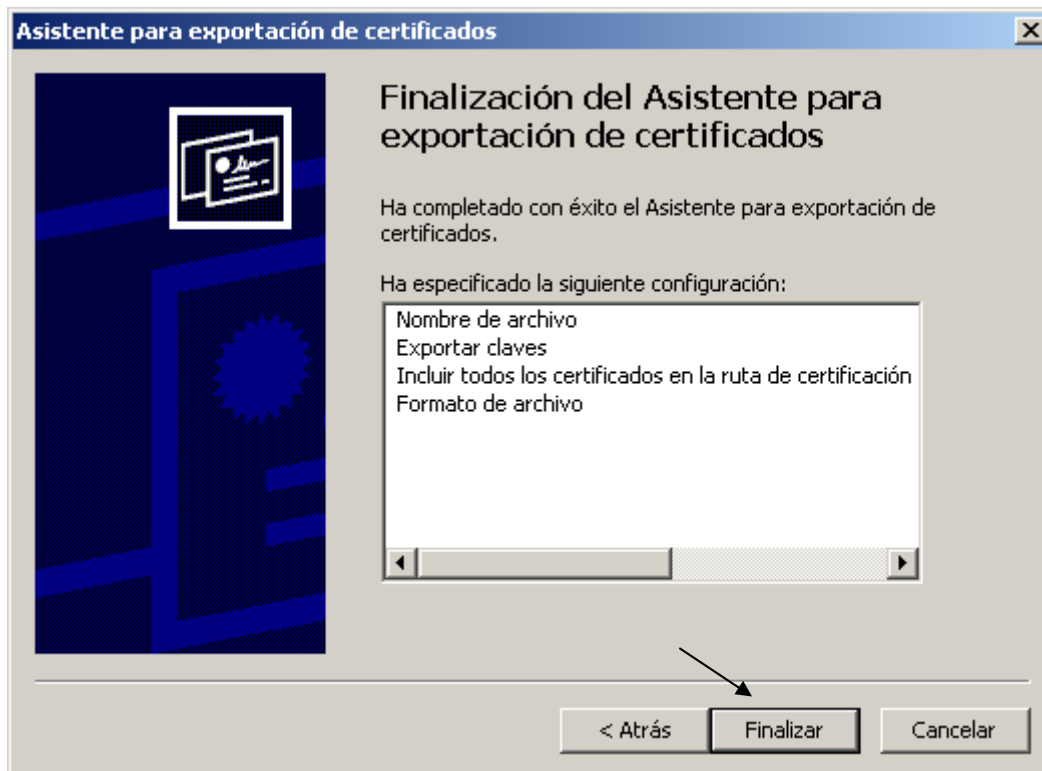 Asistente para exportación de certificados
Finalización del Asistente para
exportación de certificados
Ha completado con éxito el Asistente para exportación de
certificados.
Ha especificado la siguiente configuración:
Nombre de archivo
Exportar claves
Incluir todos los certificados en la ruta de certificación
Formato de archivo
< Atrás
Finalizar
Cancelar